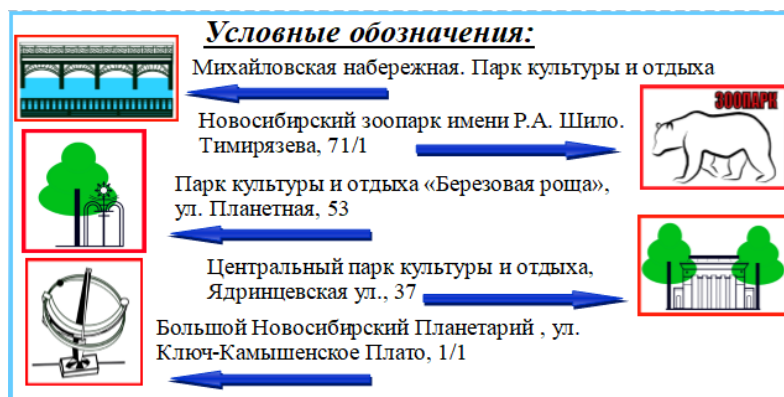 Условные обозначения:
Михайловская набережная. Парк культуры и отдыха
ЗООПАРК
Новосибирский зоопарк имени Р.А. Шило.
Тимирязева, 71/1
Парк культуры и отдыха «Березовая роща»,
ул. Планетная, 53
Центральный парк культуры и отдыха,
Ядринцевская ул., 37
Большой Новосибирский Планетарий , ул.
Ключ-Камышенское Плато, 1/1